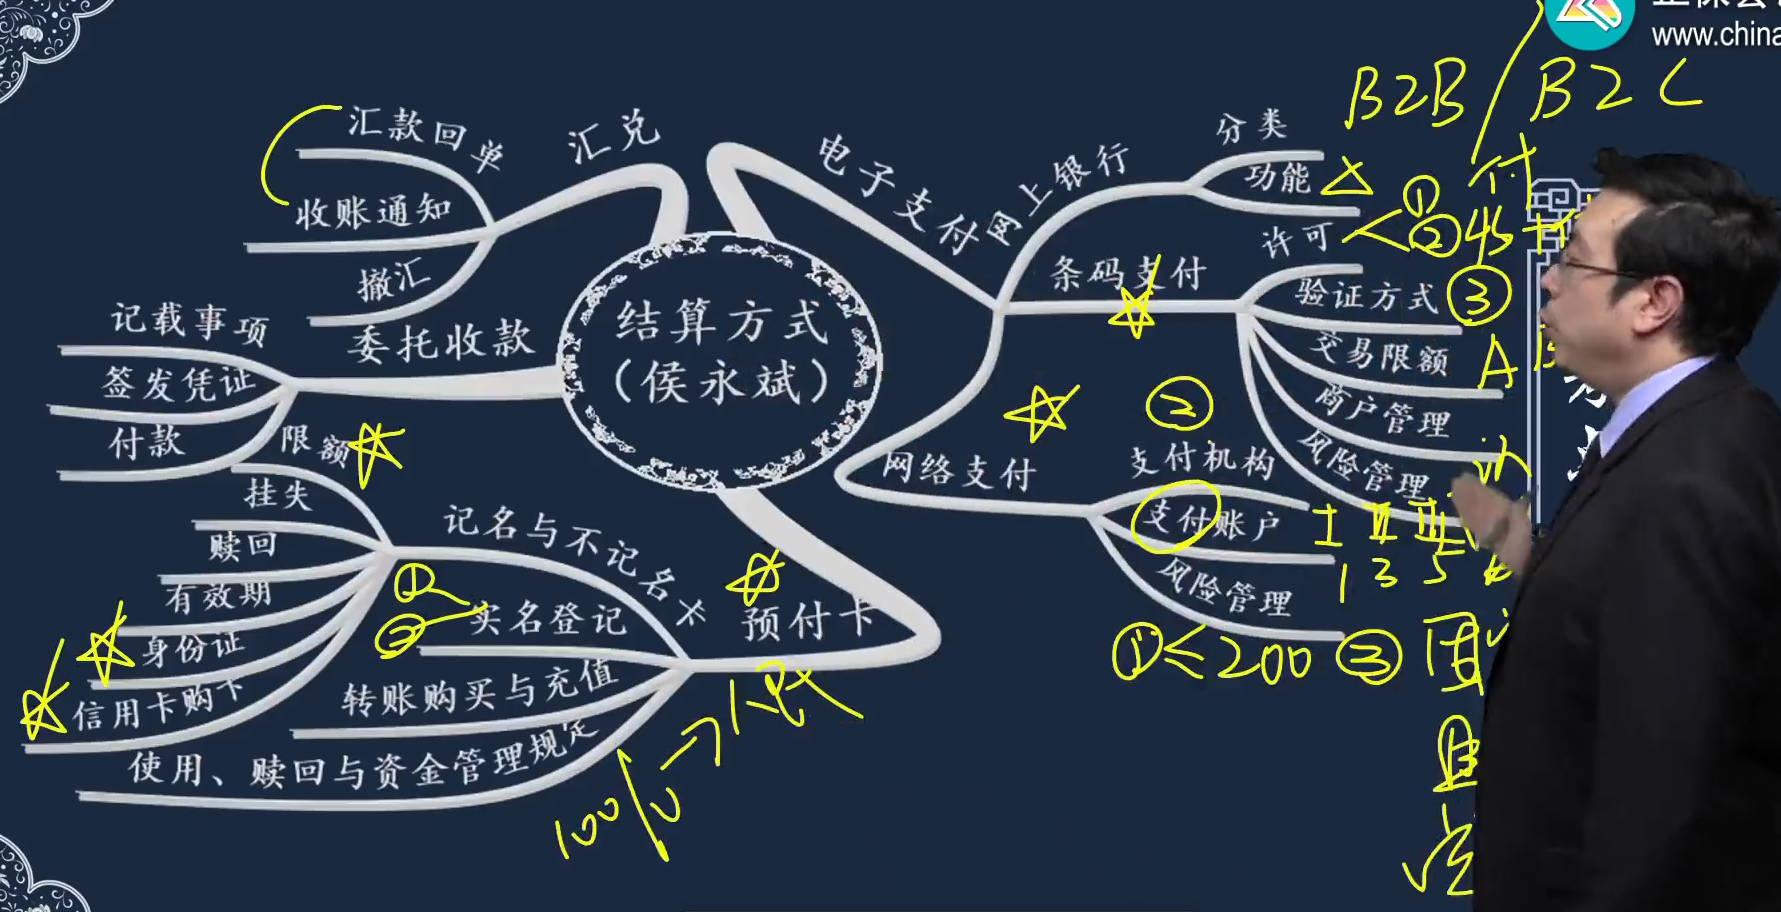 www.china
B2B / B2C
汇款回单
收账通知
撤汇
汇兑
记载事项
签发凭证
付款
委托收款
结算方式
（侯永斌）
电子支付
网上银行
分类
功能 △
许可 < ① ②
付
条码支付
验证方式 ③
交易限额 A B
商户管理
风险管理
网络支付
②
支付机构
支付账户 I II III
1 3 5
风险管理
①≤200 ③
预付卡
记名与不记名卡
限额
挂失
赎回
有效期
身份证
信用卡购卡
① ②
实名登记
转账购买与充值
使用、赎回与资金管理规定
100%